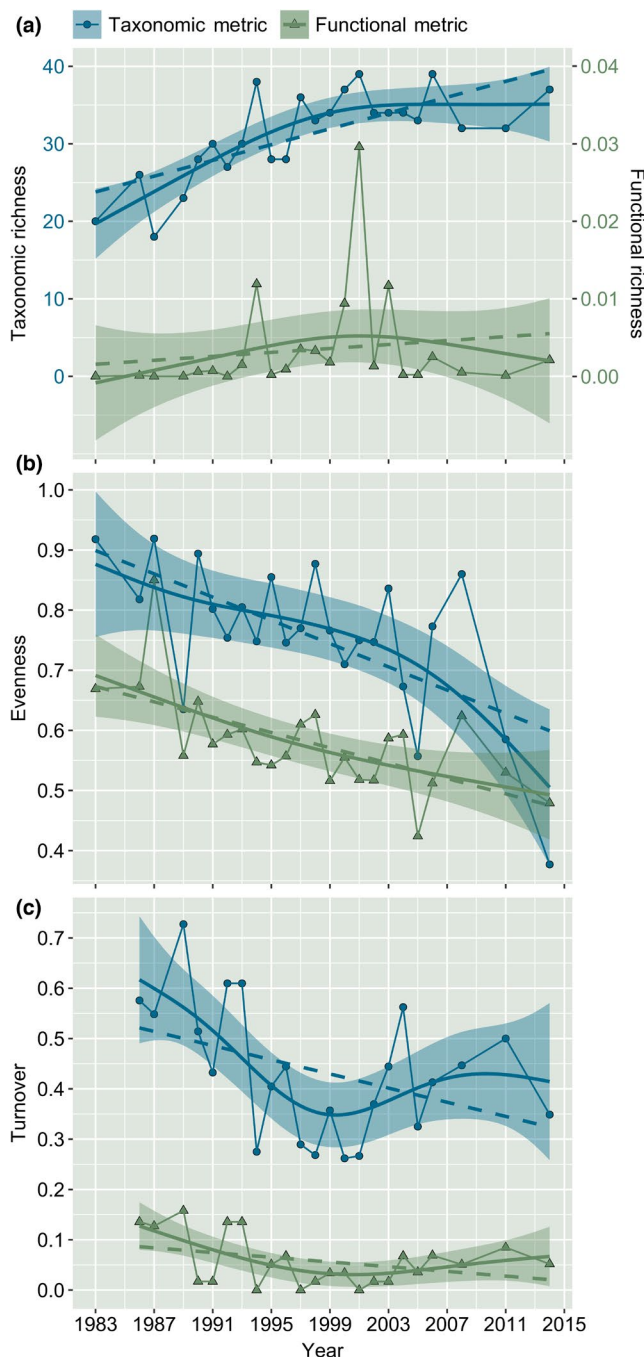 (a)
Taxonomic metric Functional metric
Taxonomic richness
40
30
20
10
0
Functional richness
0.04
0.03
0.02
0.01
0.00
(b)
Evenness
1.0
0.9
0.8
0.7
0.6
0.5
0.4
(c)
Turnover
0.7
0.6
0.5
0.4
0.3
0.2
0.1
0.0
1983 1987 1991 1995 1999 2003 2007 2011 2015
Year